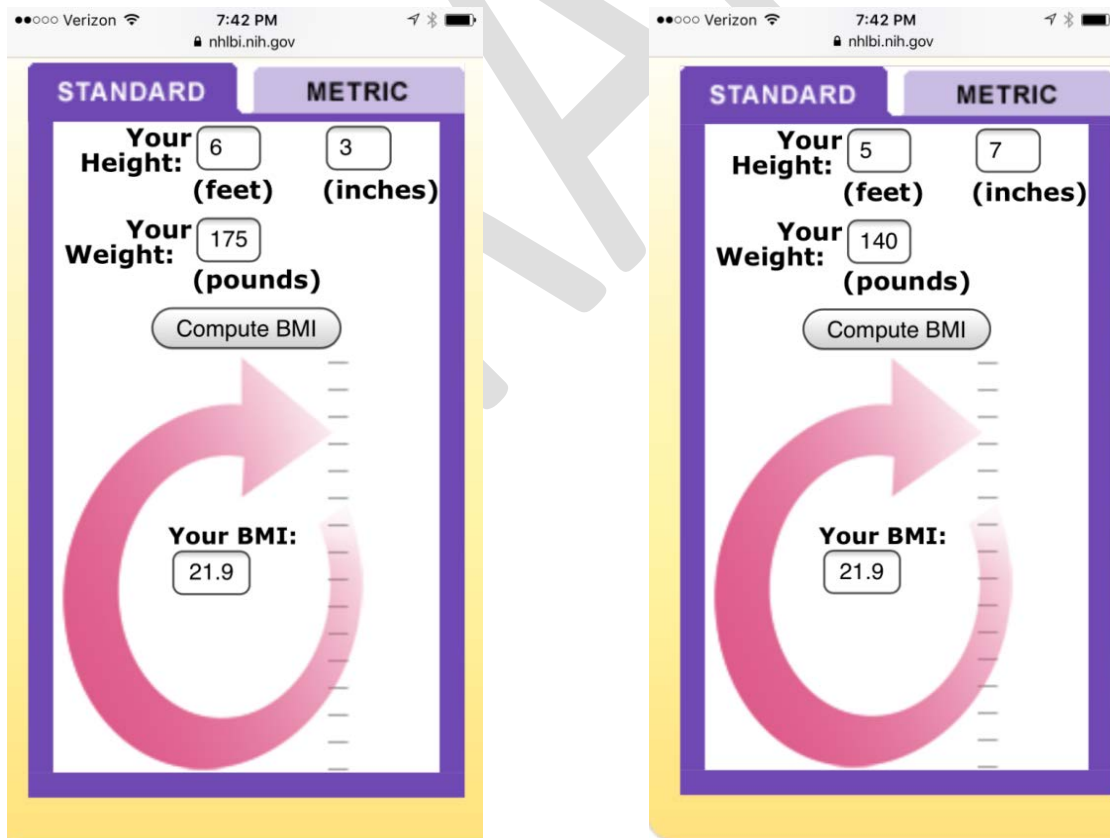 Verizon 7:42 PM
nhlbi.nih.gov
STANDARD METRIC
Your Height: 6 3
(feet) (inches)
Your Weight: 175
(pounds)
Compute BMI
Your BMI:
21.9
Verizon 7:42 PM
nhlbi.nih.gov
STANDARD METRIC
Your Height: 5 7
(feet) (inches)
Your Weight: 140
(pounds)
Compute BMI
Your BMI:
21.9